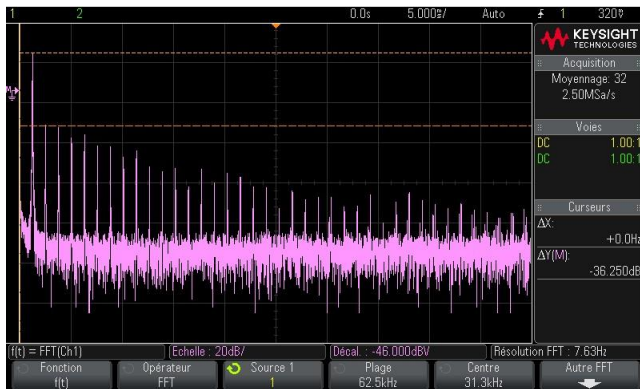 1 2 0.0s 5.000㎳/ Auto 1 320V
KEYSIGHT
TECHNOLOGIES
Acquisition
Moyennage: 32
2.50MSa/s
Voies
DC 1.00:1
DC 1.00:1
Curseurs
ΔX:
+0.0Hz
ΔY(M):
-36.250dB
f(t) = FFT(Ch1) Echelle : 20dB/ Décal. : -46.000dBV Résolution FFT : 7.63Hz
Fonction Opérateur Source 1 Plage Centre Autre FFT
f(t) FFT 1 62.5kHz 31.3kHz